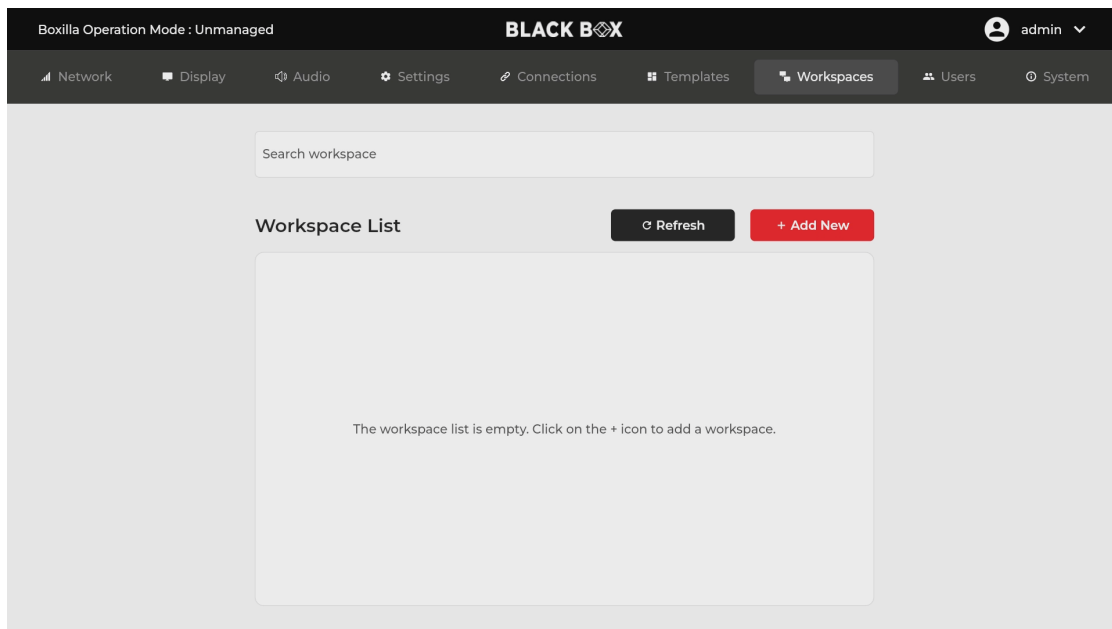 Boxilla Operation Mode : Unmanaged
BLACK BOX
admin
Network Display Audio Settings Connections Templates Workspaces Users System
Search workspace
Workspace List
Refresh
+ Add New
The workspace list is empty. Click on the + icon to add a workspace.